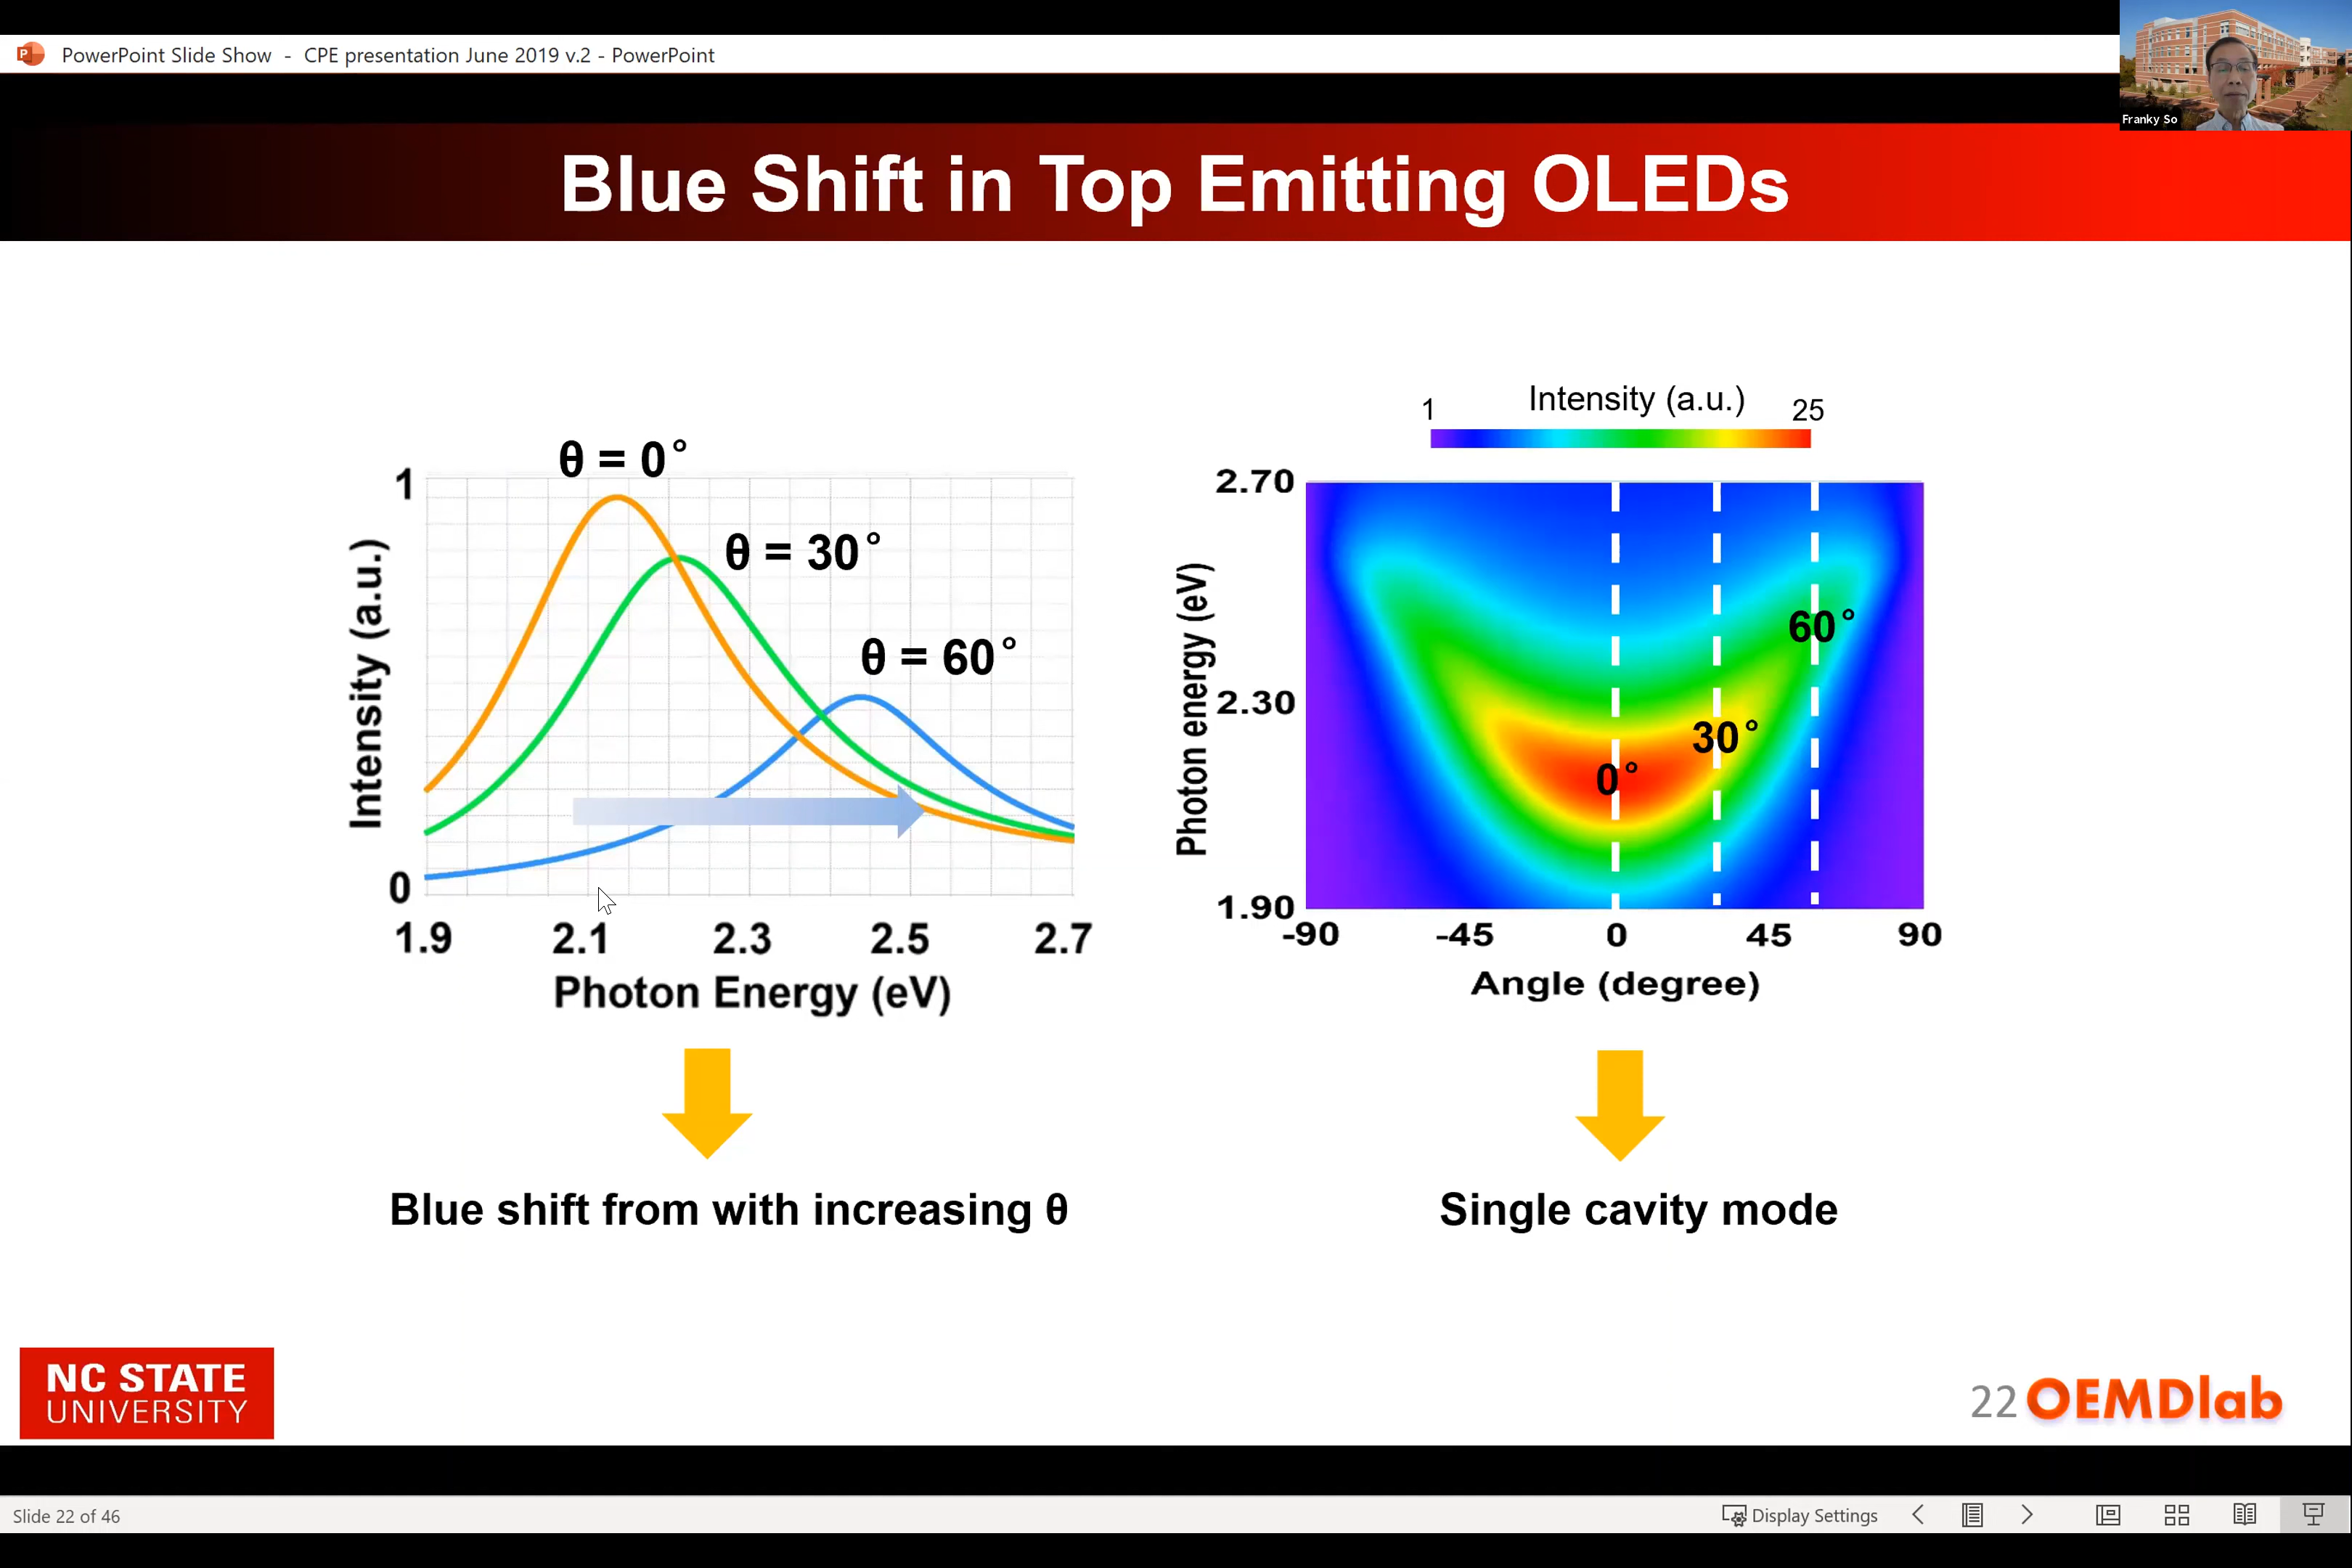 PowerPoint Slide Show - CPE presentation June 2019 v.2 - PowerPoint
Franky So
Blue Shift in Top Emitting OLEDs
θ = 0°
θ = 30°
θ = 60°
1
0
Intensity (a.u.)
1.9 2.1 2.3 2.5 2.7
Photon Energy (eV)
Blue shift from with increasing θ
Intensity (a.u.)
1 25
2.70
2.30
1.90
Photon energy (eV)
60°
30°
0°
-90 -45 0 45 90
Angle (degree)
Single cavity mode
NC STATE
UNIVERSITY
22 OEMDlab
Slide 22 of 46
Display Settings